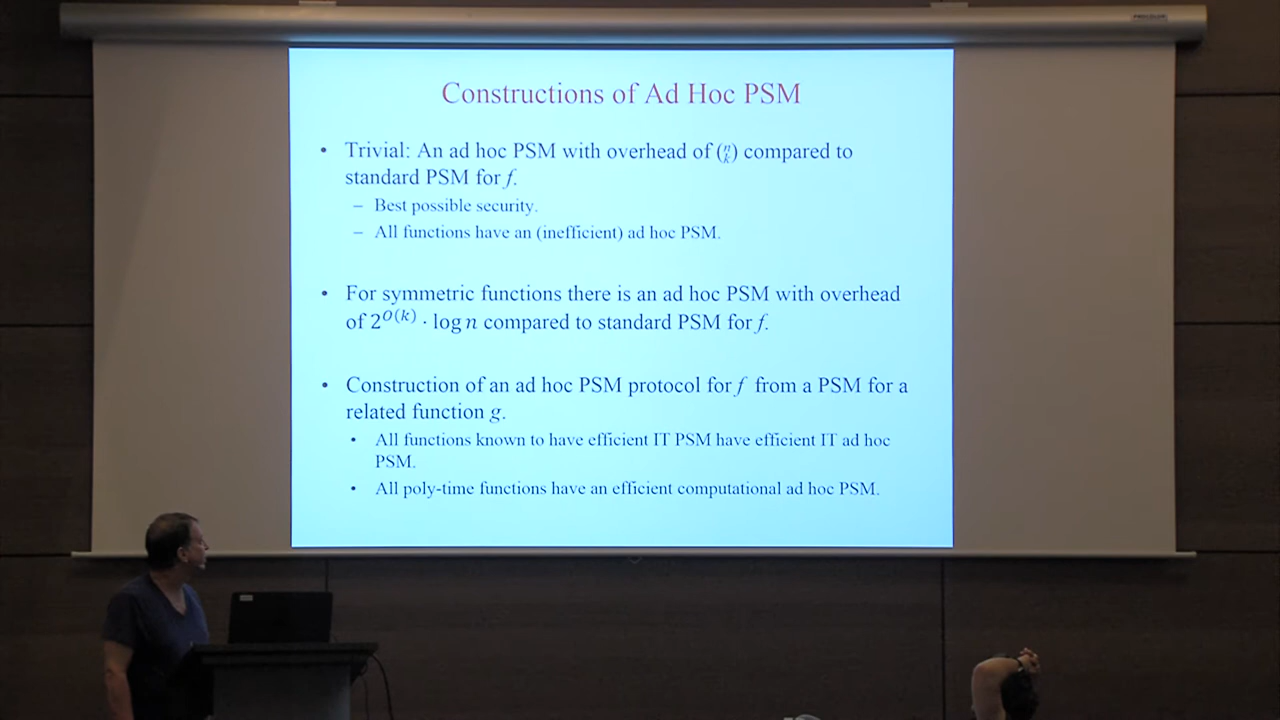 Constructions of Ad Hoc PSM
• Trivial: An ad hoc PSM with overhead of (n k) compared to
standard PSM for f.
– Best possible security.
– All functions have an (inefficient) ad hoc PSM.
• For symmetric functions there is an ad hoc PSM with overhead
of 2^O(k) · log n compared to standard PSM for f.
• Construction of an ad hoc PSM protocol for f from a PSM for a
related function g.
• All functions known to have efficient IT PSM have efficient IT ad hoc
PSM.
• All poly-time functions have an efficient computational ad hoc PSM.